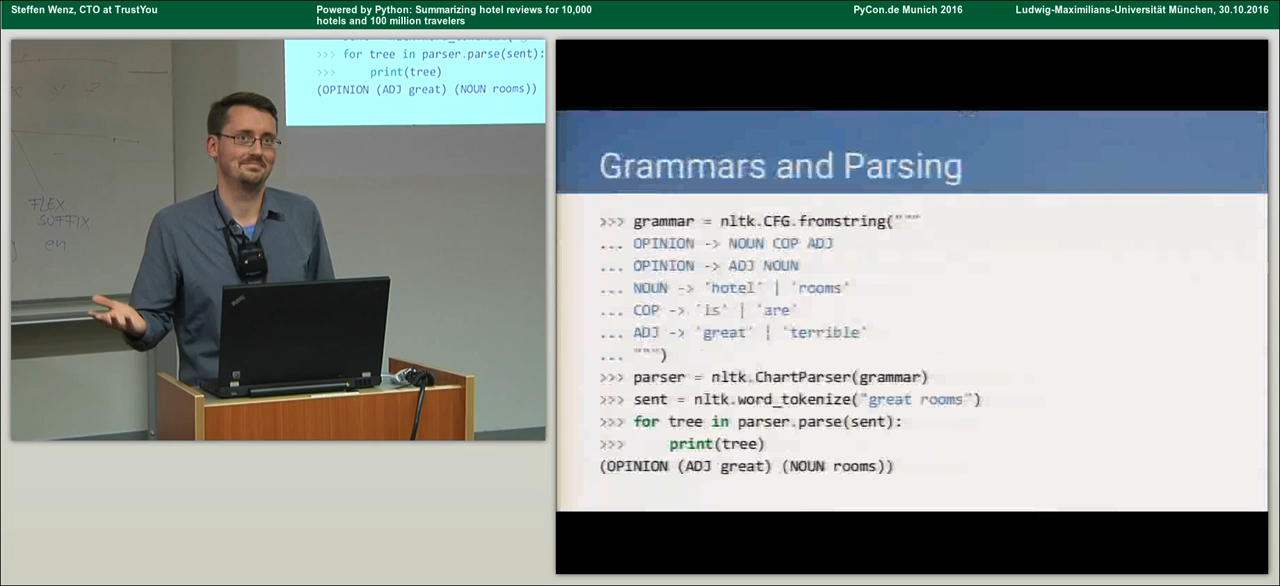 Steffen Wenz, CTO at TrustYou
Powered by Python: Summarizing hotel reviews for 10,000
hotels and 100 million travelers
PyCon.de Munich 2016
Ludwig-Maximilians-Universität München, 30.10.2016
>>> for tree in parser.parse(sent):
>>> print(tree)
(OPINION (ADJ great) (NOUN rooms))
FLEX
SUFFIX
en
Grammars and Parsing
>>> grammar = nltk.CFG.fromstring("""
... OPINION -> NOUN COP ADJ
... OPINION -> ADJ NOUN
... NOUN -> 'hotel' | 'rooms'
... COP -> 'is' | 'are'
... ADJ -> 'great' | 'terrible'
... """)
>>> parser = nltk.ChartParser(grammar)
>>> sent = nltk.word_tokenize("great rooms")
>>> for tree in parser.parse(sent):
>>> print(tree)
(OPINION (ADJ great) (NOUN rooms))